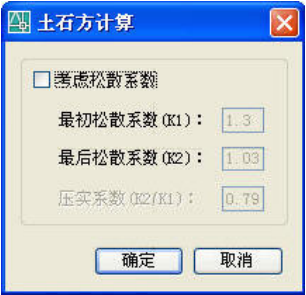 土石方计算
考虑松散系数
最初松散系数(K1): 1.3
最后松散系数(K2): 1.03
压实系数(K2/K1): 0.79
确定 取消